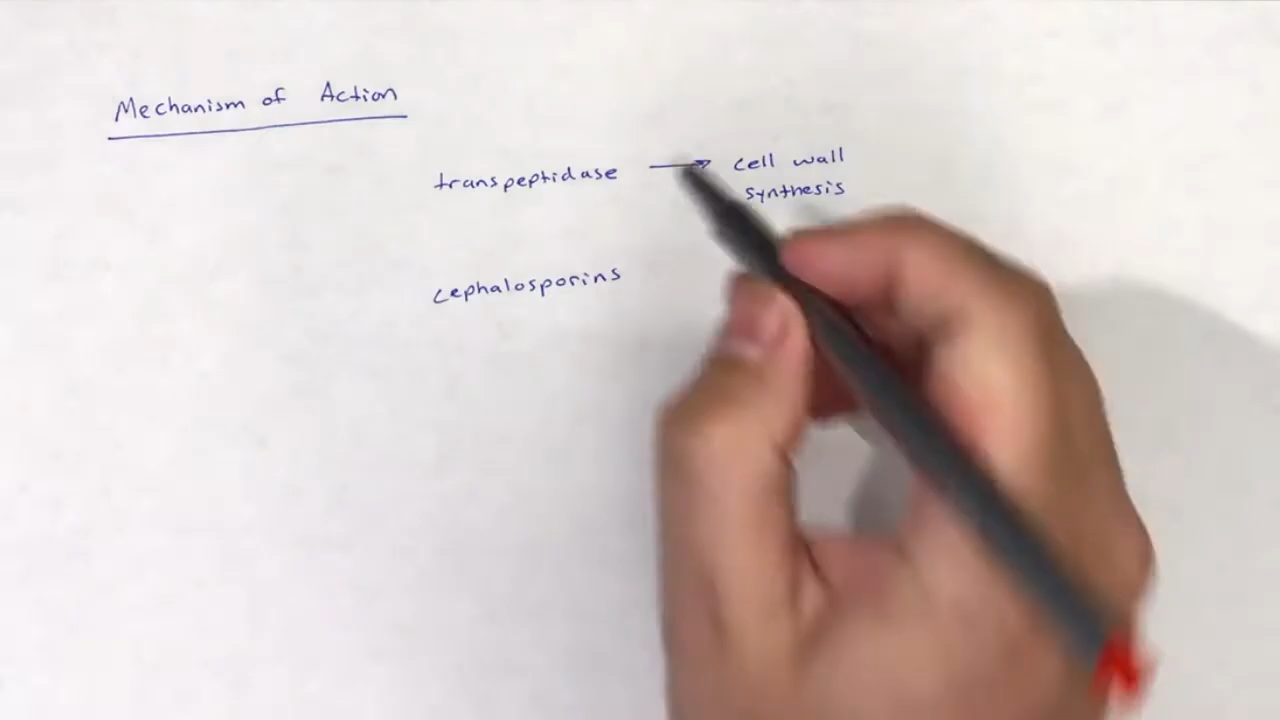 Mechanism of Action
transpeptidase → cell wall
synthesis
cephalosporins